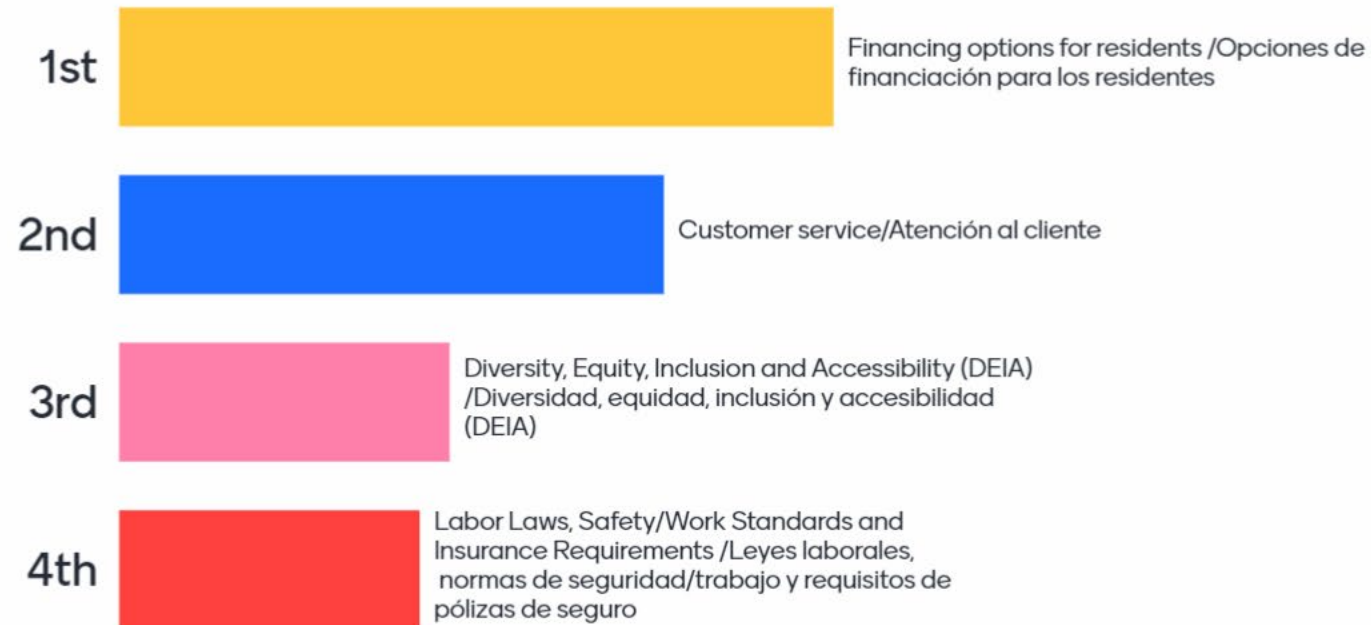 1st
Financing options for residents /Opciones de
financiación para los residentes
2nd
Customer service/Atención al cliente
3rd
Diversity, Equity, Inclusion and Accessibility (DEIA)
/Diversidad, equidad, inclusión y accesibilidad
(DEIA)
4th
Labor Laws, Safety/Work Standards and
Insurance Requirements /Leyes laborales,
normas de seguridad/trabajo y requisitos de
pólizas de seguro